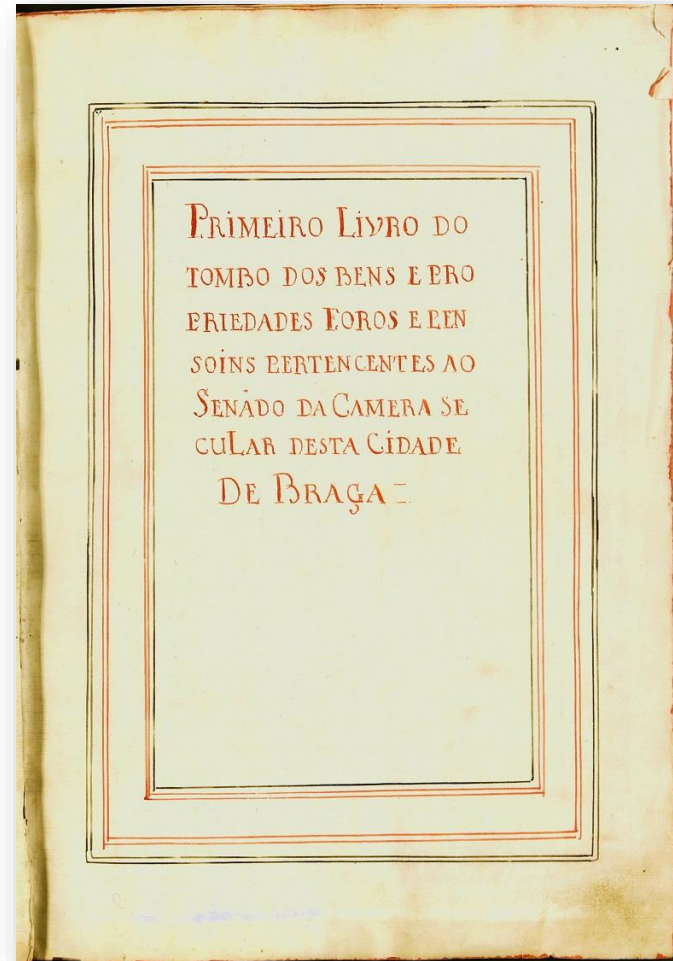 PRIMEIRO LIVRO DO
TOMBO DOS BENS E PRO
PRIEDADES FOROS E PEN
SOINS PERTENCENTES AO
SENADO DA CAMERA SE
CULAR DESTA CIDADE
DE BRAGA